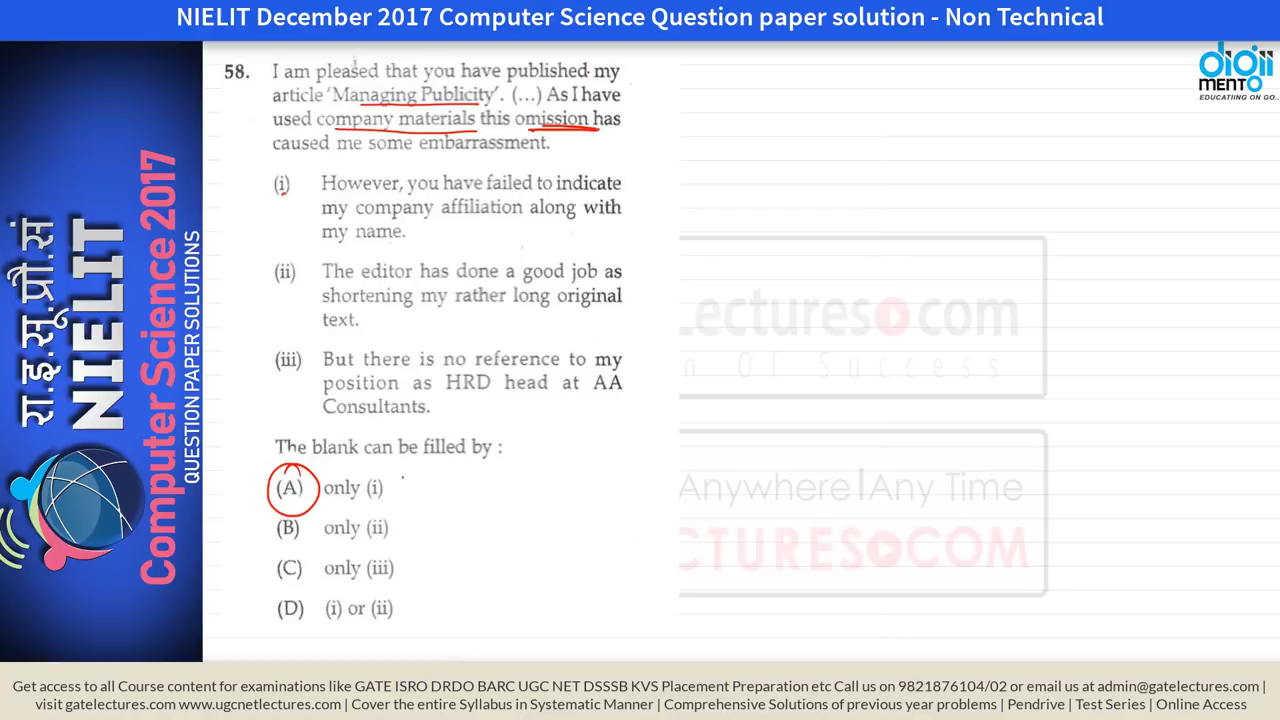 NIELIT December 2017 Computer Science Question paper solution - Non Technical
रा.इ.सू.प्रौ.सं
NIELIT
Computer Science 2017
QUESTION PAPER SOLUTIONS
58. I am pleased that you have published my
article ‘Managing Publicity’. (...) As I have
used company materials this omission has
caused me some embarrassment.
(i) However, you have failed to indicate
my company affiliation along with
my name.
(ii) The editor has done a good job as
shortening my rather long original
text.
(iii) But there is no reference to my
position as HRD head at AA
Consultants.
The blank can be filled by :
(A) only (i)
(B) only (ii)
(C) only (iii)
(D) (i) or (ii)
digii
MENTO
EDUCATIING ON GO..
Lectures com
n Of Success
Anywhere Any Time
CTURES COM
Get access to all Course content for examinations like GATE ISRO DRDO BARC UGC NET DSSSB KVS Placement Preparation etc Call us on 9821876104/02 or email us at admin@gatelectures.com |
visit gatelectures.com www.ugcnetlectures.com | Cover the entire Syllabus in Systematic Manner | Comprehensive Solutions of previous year problems | Pendrive | Test Series | Online Access